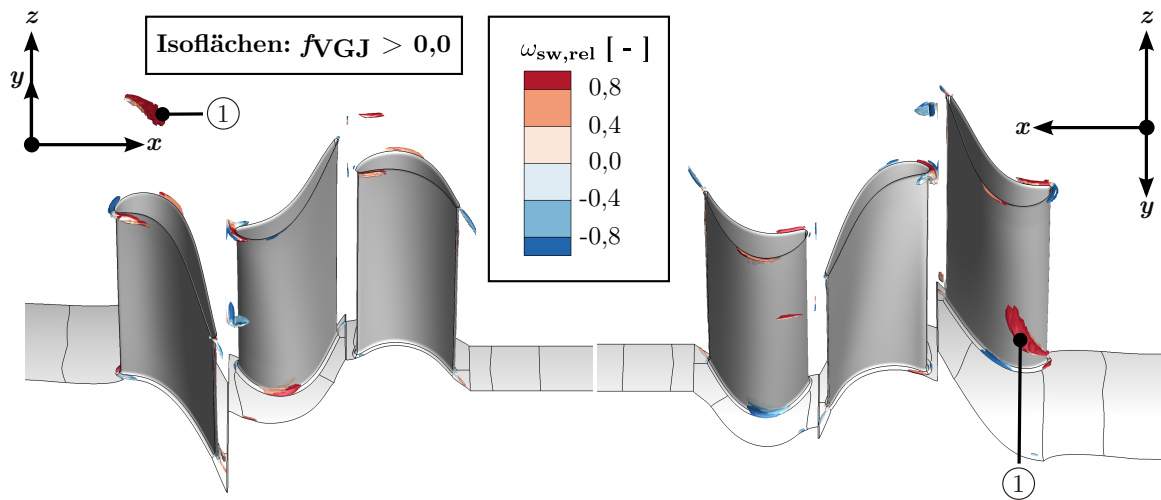 z
y
x
1
Isoflächen: fVGJ > 0,0
ωsw,rel [ - ]
0,8
0,4
0,0
-0,4
-0,8
z
x
y
1